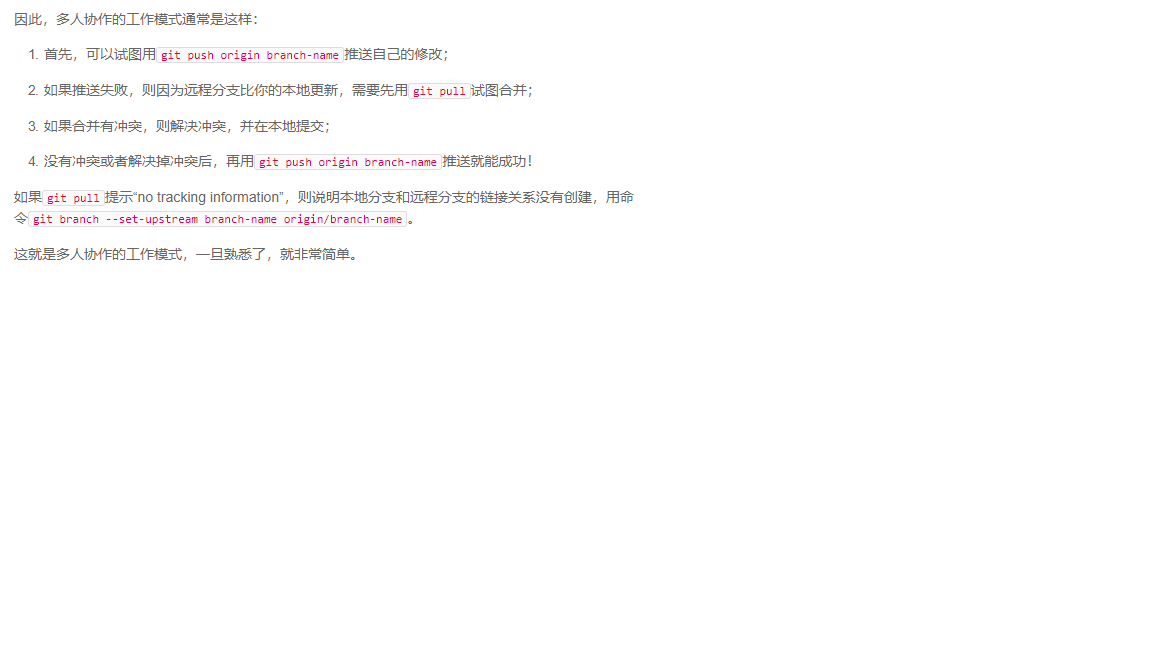 因此，多人协作的工作模式通常是这样：
1. 首先，可以试图用git push origin branch-name推送自己的修改；
2. 如果推送失败，则因为远程分支比你的本地更新，需要先用git pull试图合并；
3. 如果合并有冲突，则解决冲突，并在本地提交；
4. 没有冲突或者解决掉冲突后，再用git push origin branch-name推送就能成功！
如果git pull提示“no tracking information”，则说明本地分支和远程分支的链接关系没有创建，用命
令git branch --set-upstream branch-name origin/branch-name。
这就是多人协作的工作模式，一旦熟悉了，就非常简单。